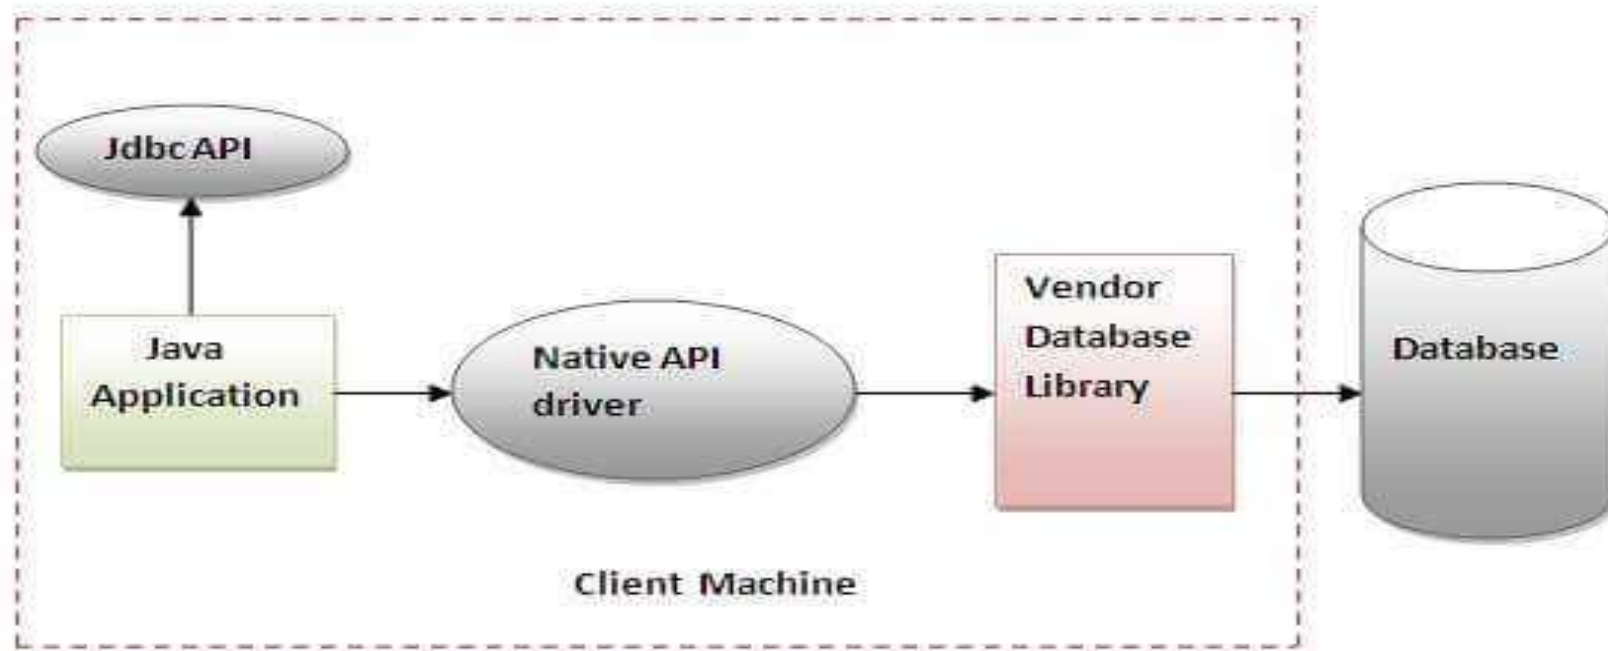 Jdbc API
Java
Application
Native API
driver
Vendor
Database
Library
Database
Client Machine